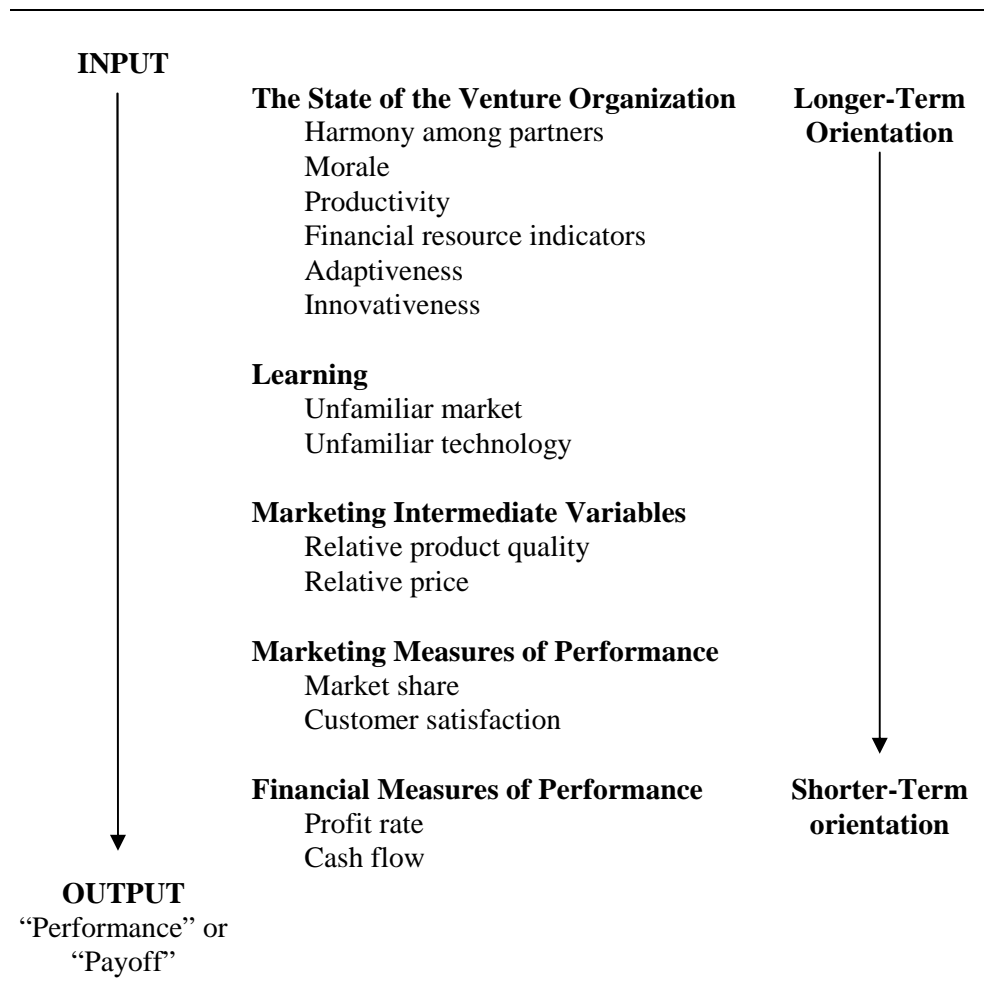 INPUT
The State of the Venture Organization
Harmony among partners
Morale
Productivity
Financial resource indicators
Adaptiveness
Innovativeness
Learning
Unfamiliar market
Unfamiliar technology
Marketing Intermediate Variables
Relative product quality
Relative price
Marketing Measures of Performance
Market share
Customer satisfaction
Financial Measures of Performance
Profit rate
Cash flow
Longer-Term
Orientation
Shorter-Term
orientation
OUTPUT
“Performance” or
“Payoff”